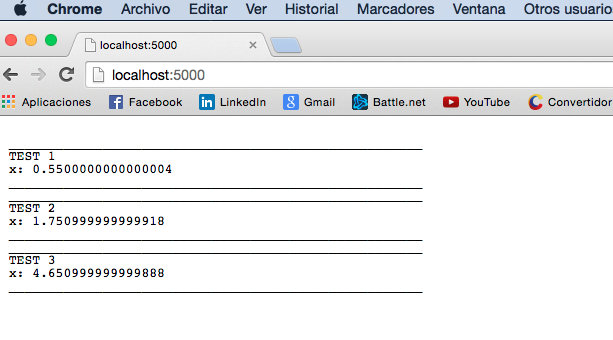 Chrome Archivo Editar Ver Historial Marcadores Ventana Otros usuario
localhost:5000
localhost:5000
Aplicaciones Facebook LinkedIn Gmail Battle.net YouTube Convertidor
TEST 1
x: 0.5500000000000004
TEST 2
x: 1.750999999999918
TEST 3
x: 4.650999999999888